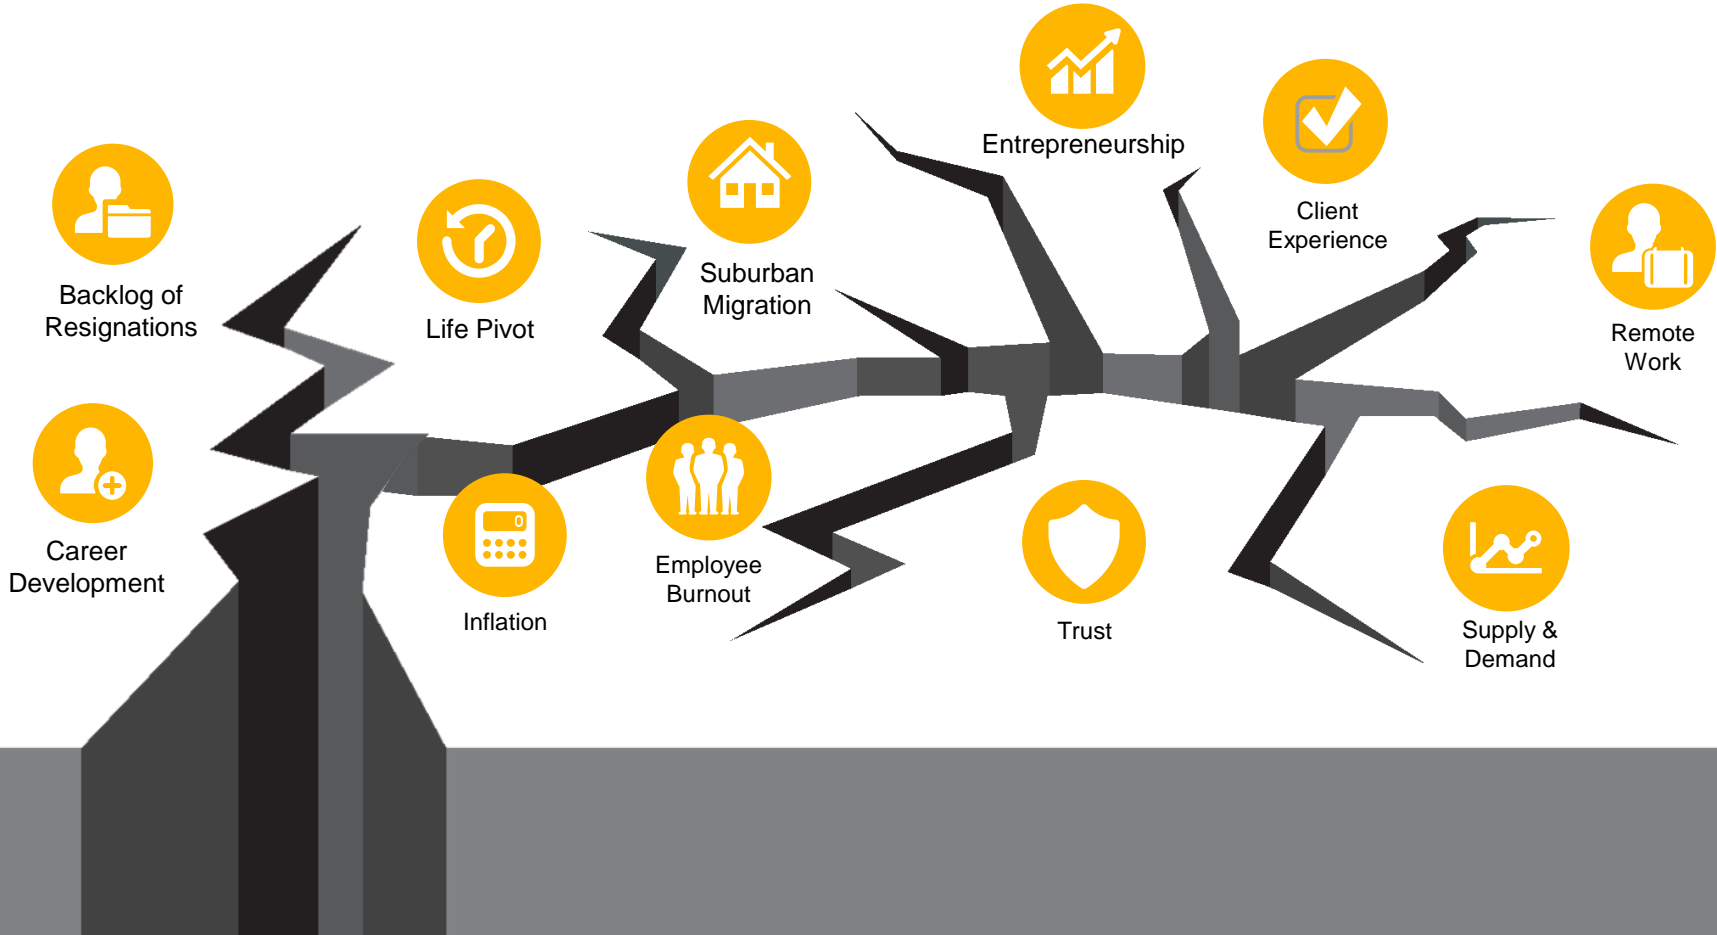 Entrepreneurship
Client
Experience
Suburban
Migration
Backlog of
Resignations
Life Pivot
Remote
Work
Career
Development
Inflation
0
Employee
Burnout
Trust
Supply &
Demand